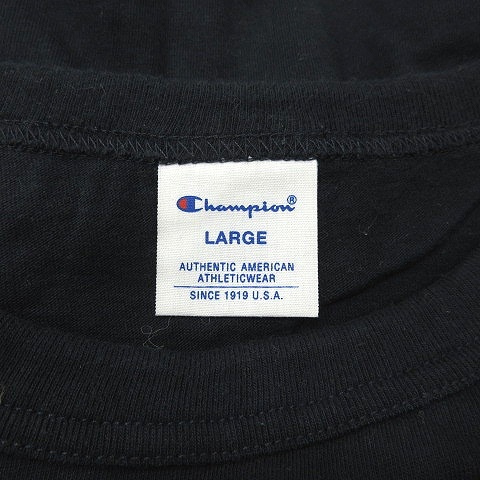 Champion®
LARGE
AUTHENTIC AMERICAN
ATHLETICWEAR
SINCE 1919 U.S.A.